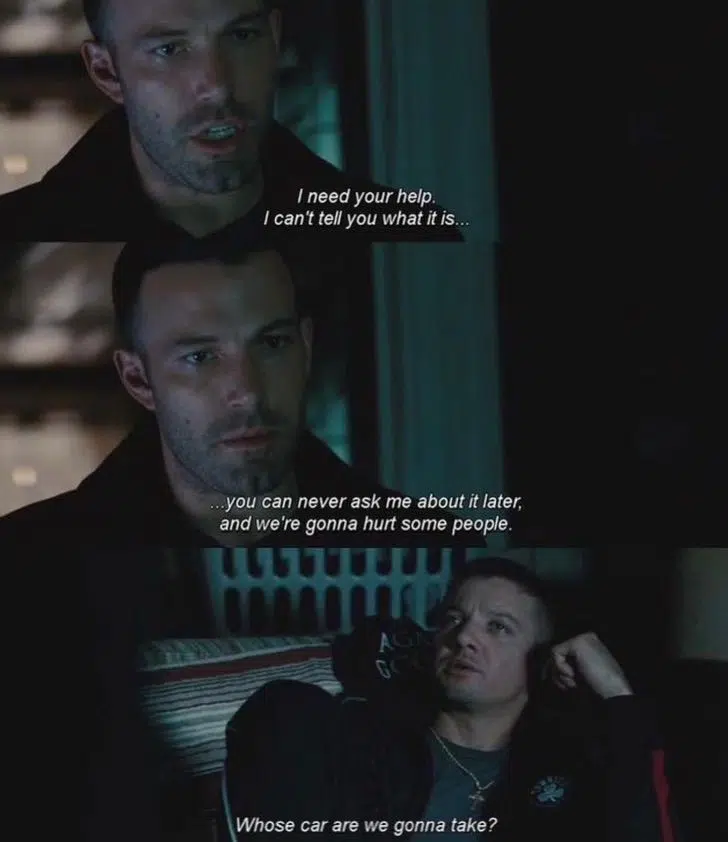 I need your help.
I can't tell you what it is...
...you can never ask me about it later,
and we're gonna hurt some people.
Whose car are we gonna take?